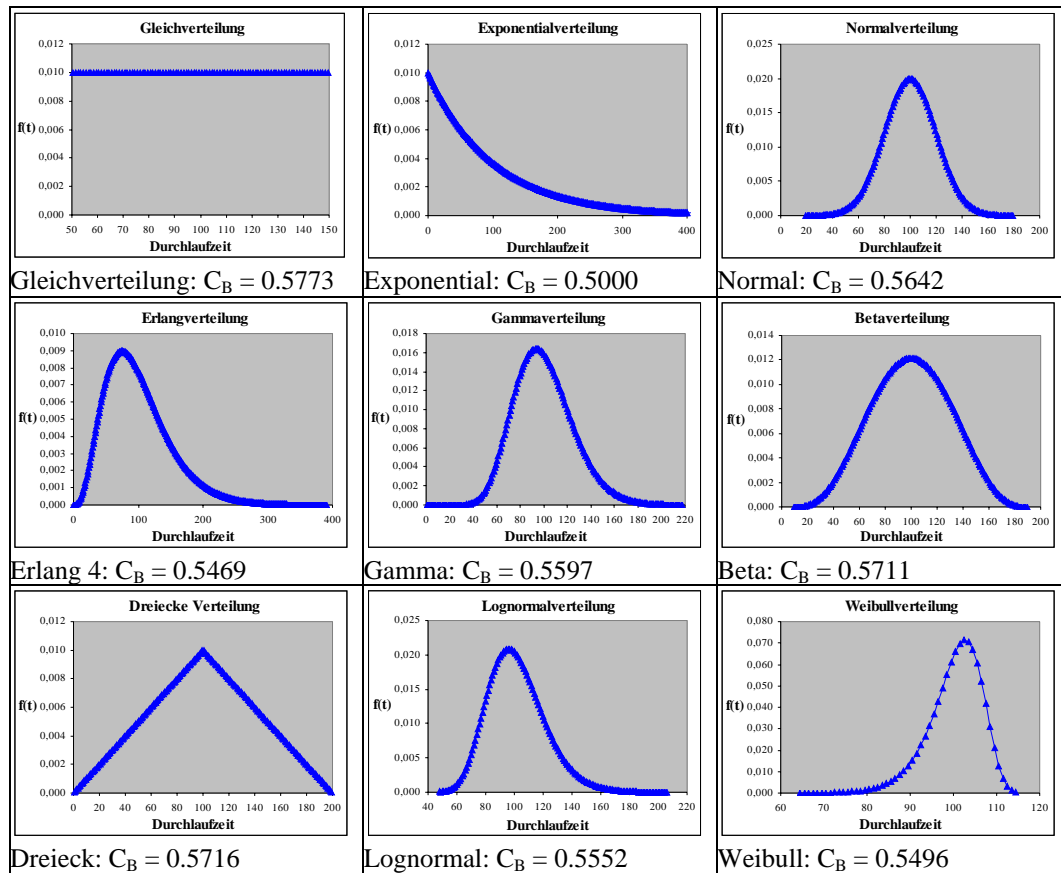 Gleichverteilung
0,012
0,010
0,008
f(t)
0,006
0,004
0,002
0,000
50 60 70 80 90 100 110 120 130 140 150
Durchlaufzeit
Gleichverteilung: C_B = 0.5773
Exponentialverteilung
0,012
0,010
0,008
f(t)
0,006
0,004
0,002
0,000
0 100 200 300 400
Durchlaufzeit
Exponential: C_B = 0.5000
Normalverteilung
0,025
0,020
0,015
f(t)
0,010
0,005
0,000
0 20 40 60 80 100 120 140 160 180 200
Durchlaufzeit
Normal: C_B = 0.5642
Erlangverteilung
0,010
0,009
0,008
0,007
0,006
f(t)
0,005
0,004
0,003
0,002
0,001
0,000
0 100 200 300 400
Durchlaufzeit
Erlang 4: C_B = 0.5469
Gammaverteilung
0,018
0,016
0,014
0,012
0,010
f(t)
0,008
0,006
0,004
0,002
0,000
0 20 40 60 80 100 120 140 160 180 200 220
Durchlaufzeit
Gamma: C_B = 0.5597
Betaverteilung
0,014
0,012
0,010
0,008
f(t)
0,006
0,004
0,002
0,000
0 20 40 60 80 100 120 140 160 180 200
Durchlaufzeit
Beta: C_B = 0.5711
Dreiecke Verteilung
0,012
0,010
0,008
f(t)
0,006
0,004
0,002
0,000
0 20 40 60 80 100 120 140 160 180 200
Durchlaufzeit
Dreieck: C_B = 0.5716
Lognormalverteilung
0,025
0,020
0,015
f(t)
0,010
0,005
0,000
40 60 80 100 120 140 160 180 200 220
Durchlaufzeit
Lognormal: C_B = 0.5552
Weibullverteilung
0,080
0,070
0,060
0,050
f(t)
0,040
0,030
0,020
0,010
0,000
60 70 80 90 100 110 120
Durchlaufzeit
Weibull: C_B = 0.5496